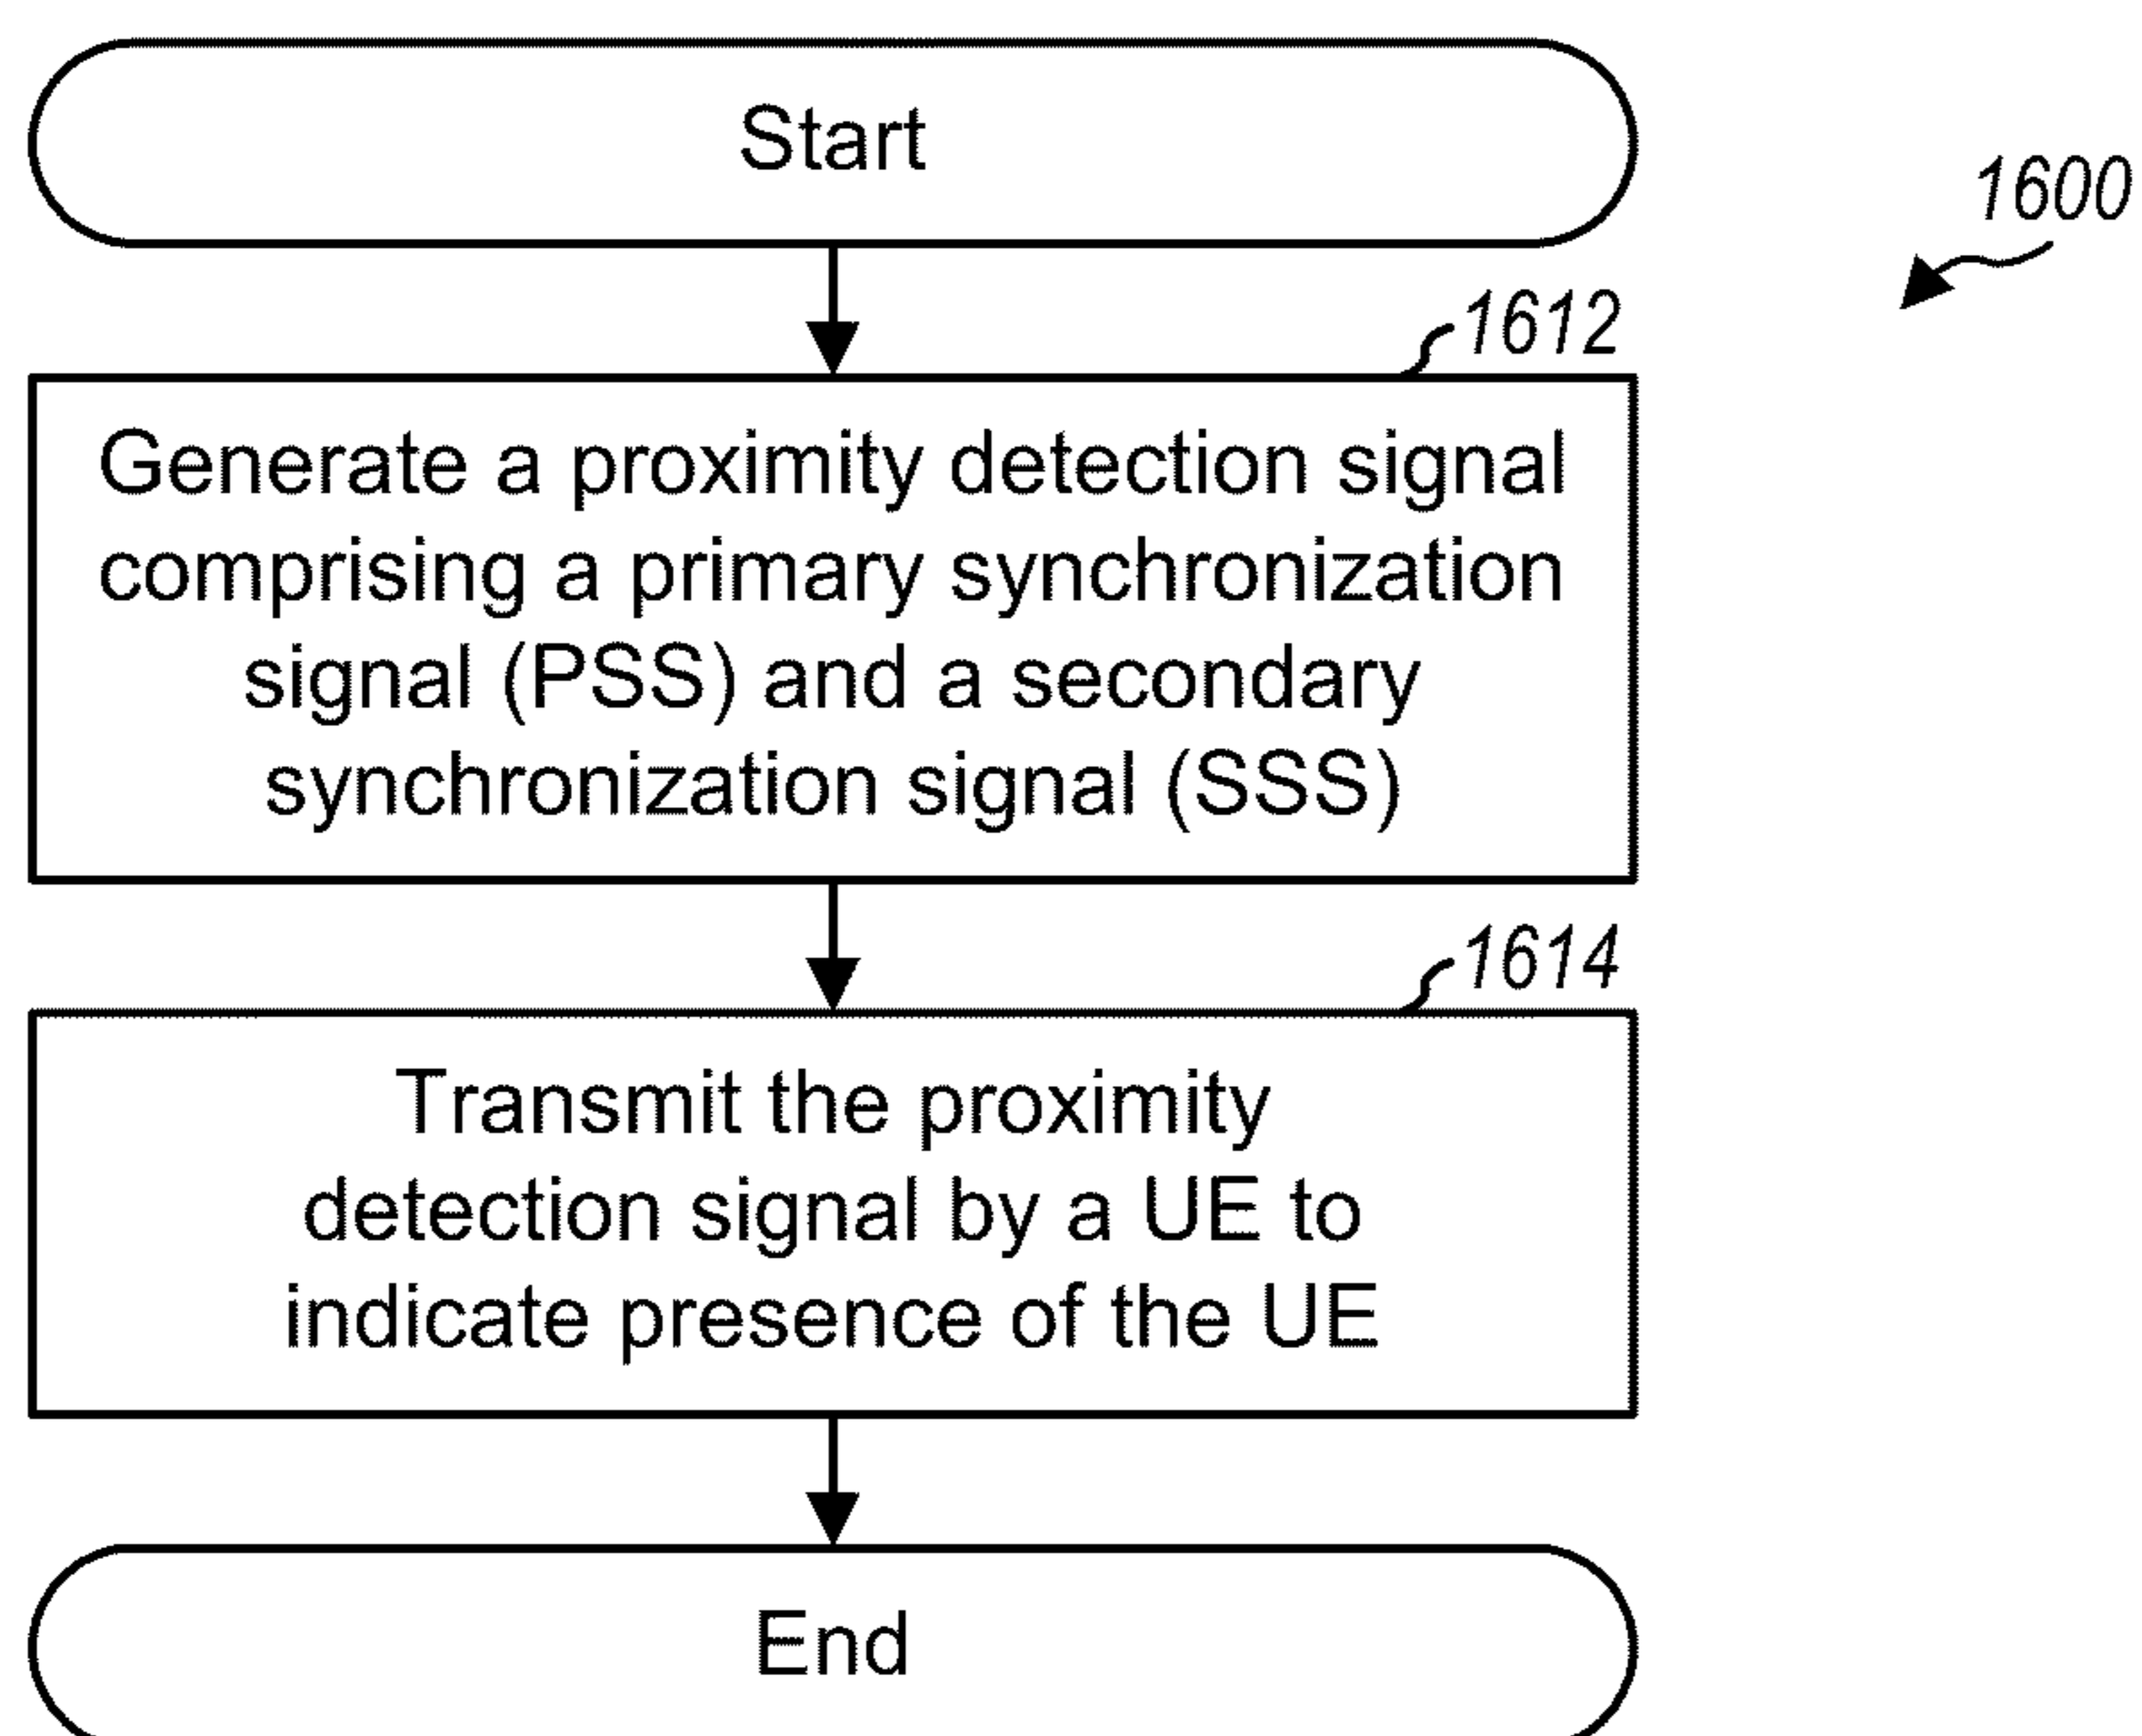 Start
1600
1612
Generate a proximity detection signal
comprising a primary synchronization
signal (PSS) and a secondary
synchronization signal (SSS)
1614
Transmit the proximity
detection signal by a UE to
indicate presence of the UE
End